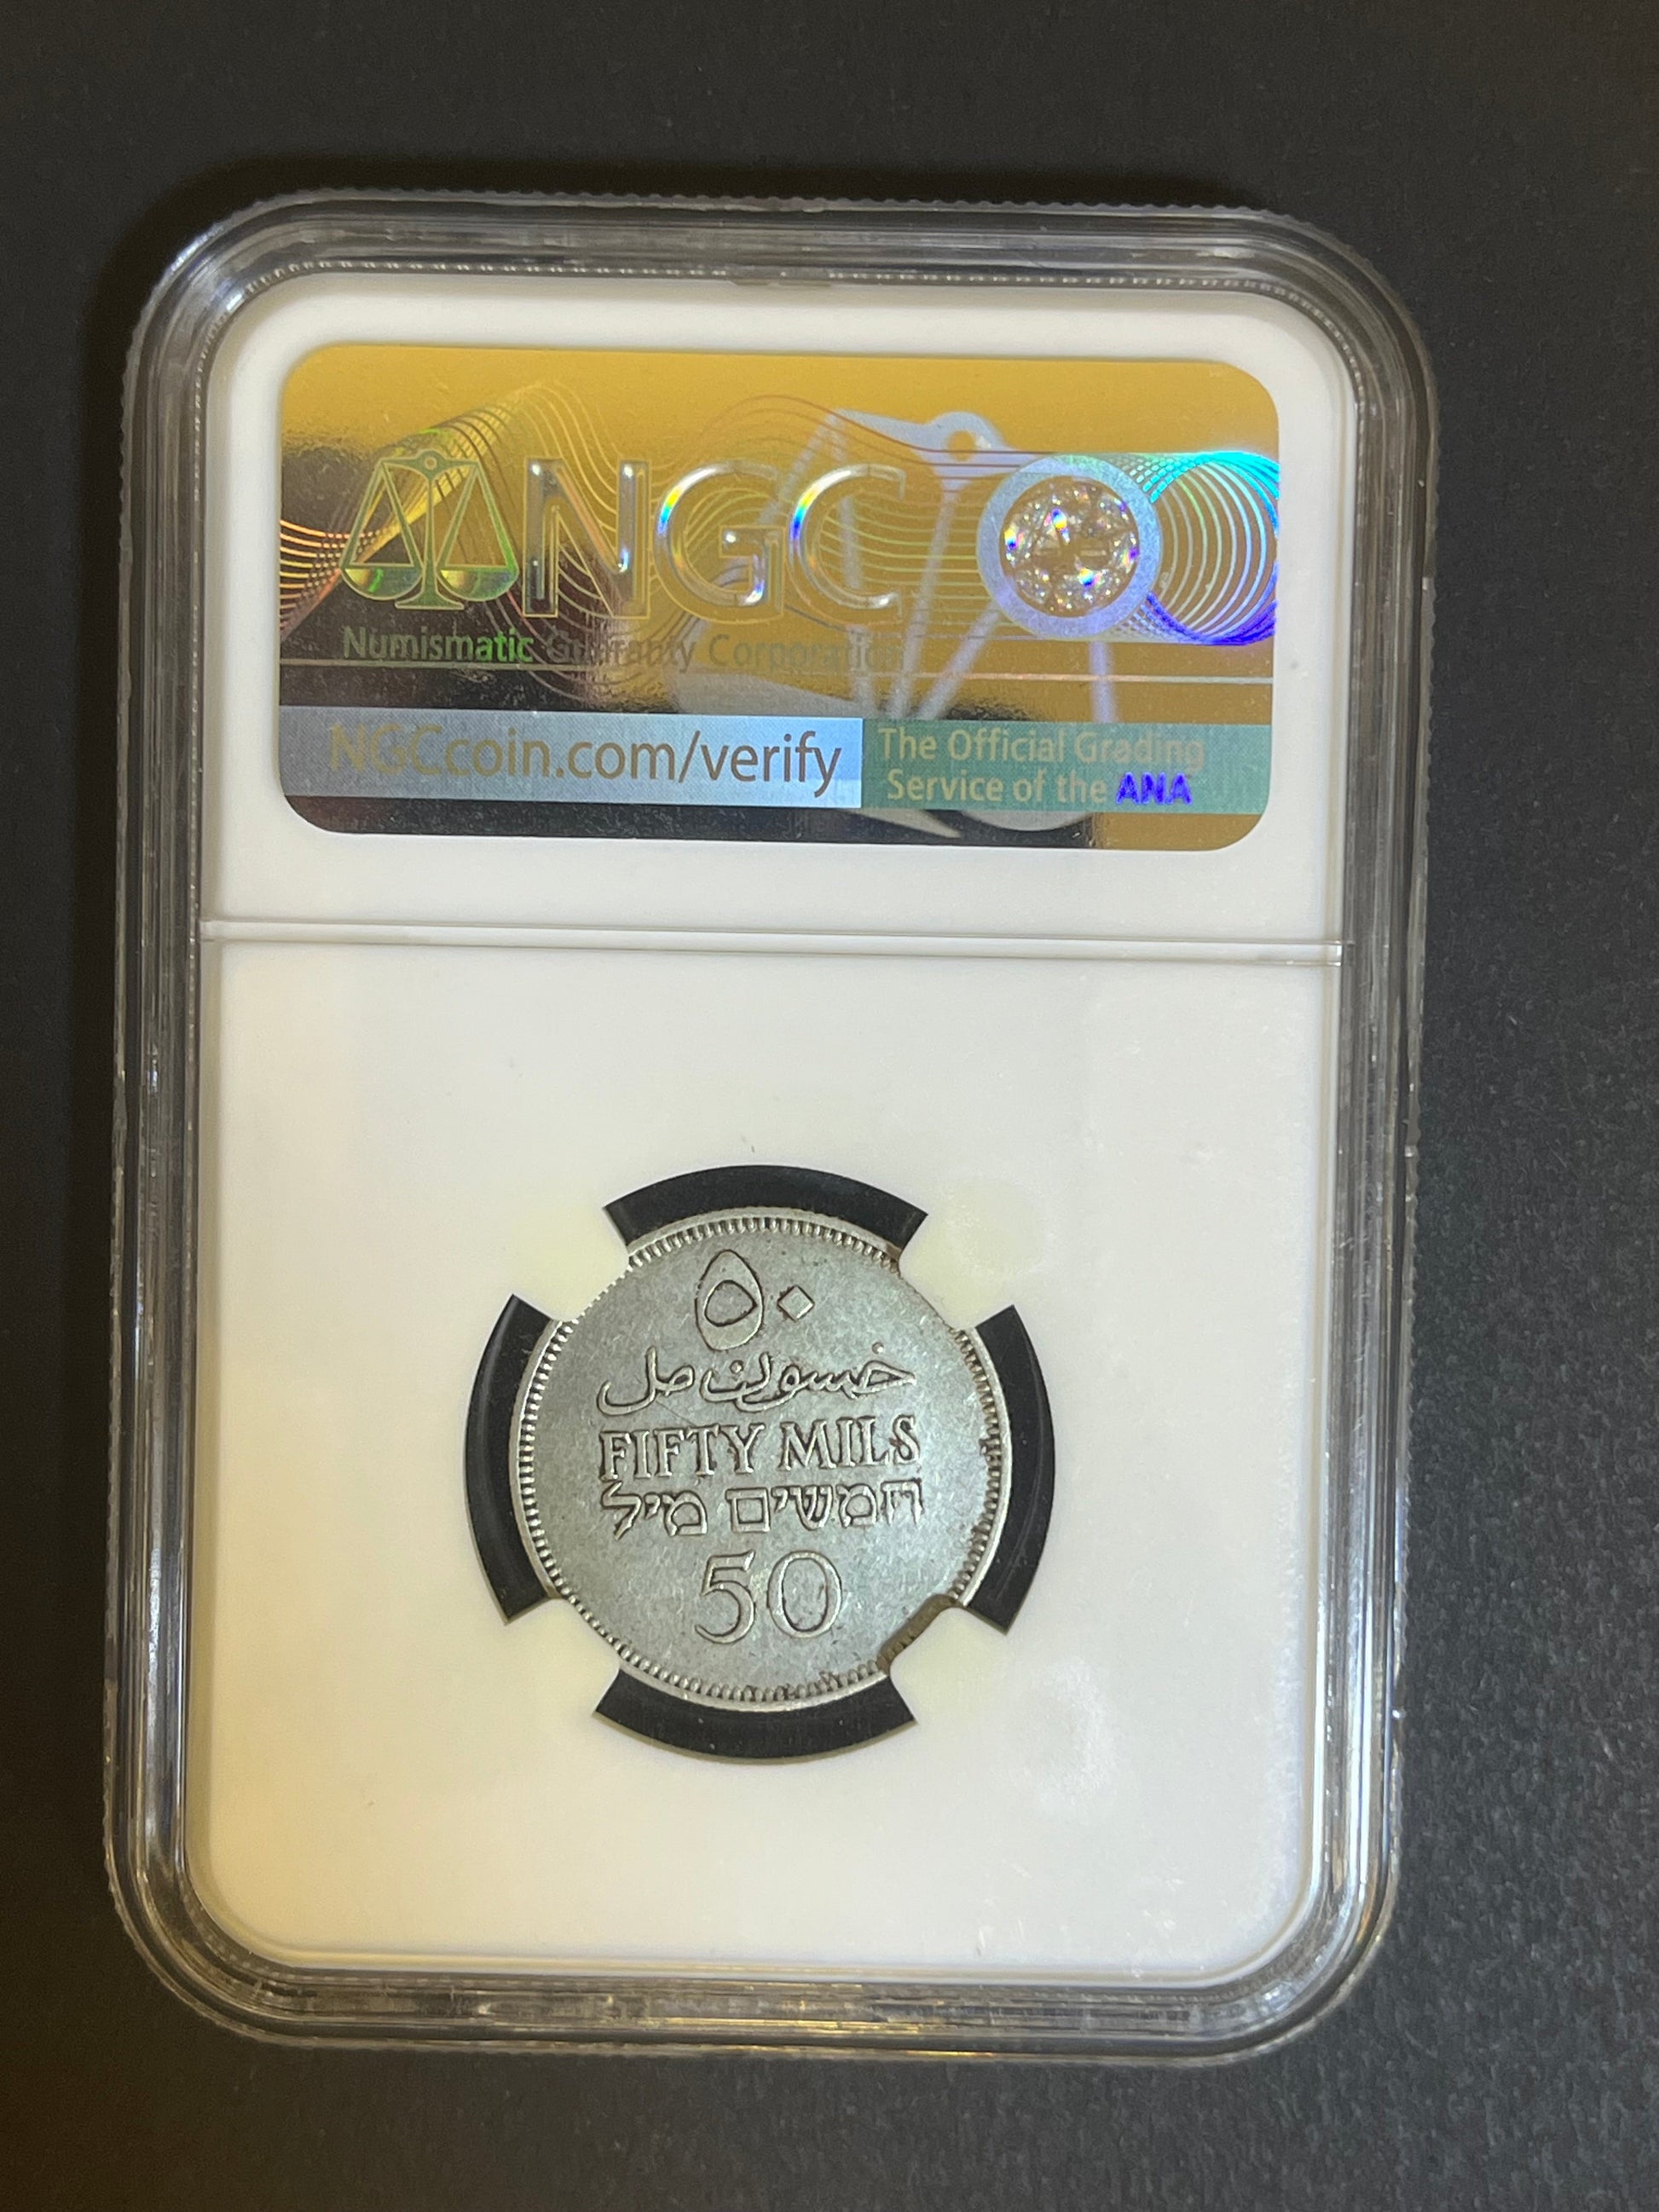 NGC
Numismatic Guaranty Corporation
NGCcoin.com/verify
The Official Grading
Service of the ANA
٥٠
خمسون مل
FIFTY MILS
חמשים מיל
50